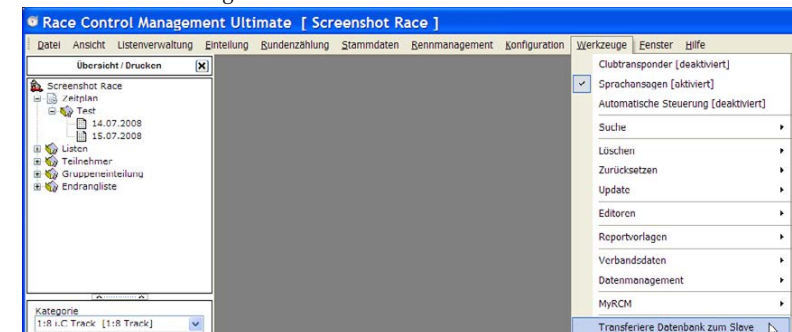 Race Control Management Ultimate [ Screenshot Race ]
Datei Ansicht Listenverwaltung Einteilung Rundenzählung Stammdaten Rennmanagement Konfiguration Werkzeuge Fenster Hilfe
Übersicht / Drucken
Screenshot Race
Zeitplan
Test
14.07.2008
15.07.2008
Listen
Teilnehmer
Gruppeneinteilung
Endrangliste
Kategorie
1:8 I.C Track [1:8 Track]
Clubtransponder [deaktiviert]
Sprachansagen [aktiviert]
Automatische Steuerung [deaktiviert]
Suche
Löschen
Zurücksetzen
Update
Editoren
Reportvorlagen
Verbandsdaten
Datenmanagement
MyRCM
Transferiere Datenbank zum Slave